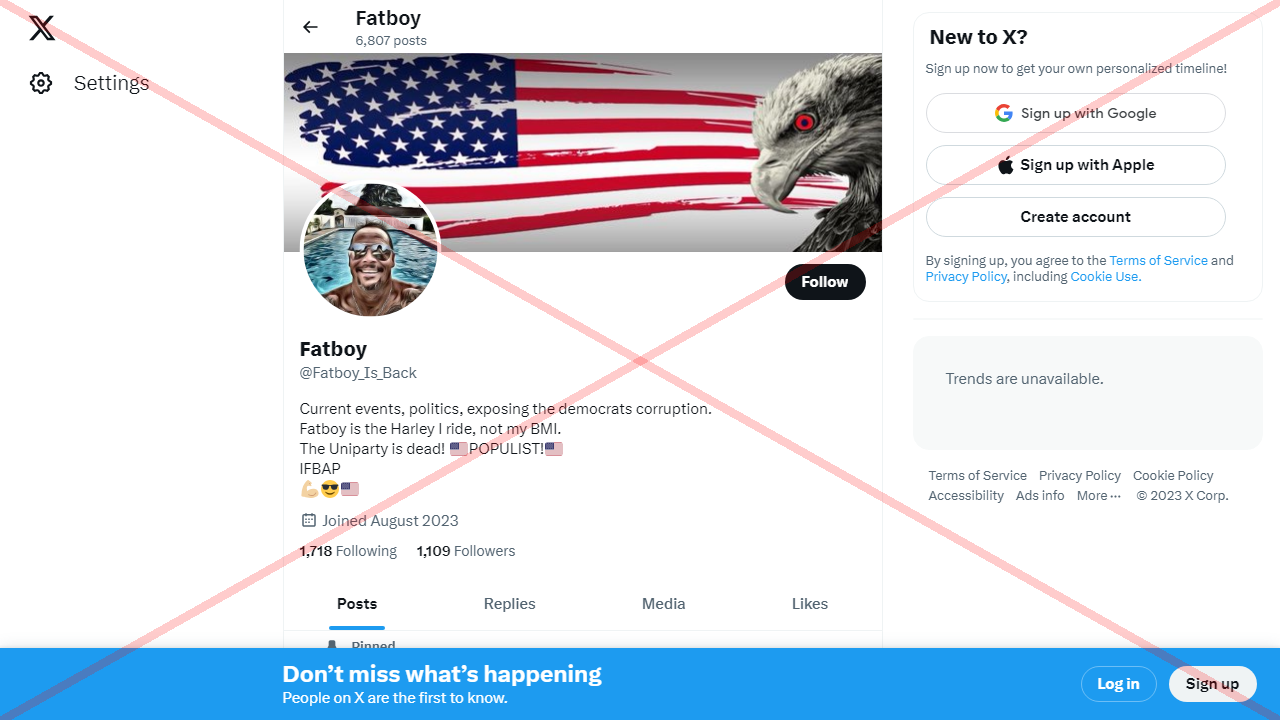 Settings
Fatboy
6,807 posts
Follow
Fatboy
@Fatboy_Is_Back
Current events, politics, exposing the democrats corruption.
Fatboy is the Harley I ride, not my BMI.
The Uniparty is dead! 🇺🇸POPULIST!🇺🇸
IFBAP
💪🏼😎🇺🇸
Joined August 2023
1,718 Following 1,109 Followers
Posts Replies Media Likes
Pinned
New to X?
Sign up now to get your own personalized timeline!
Sign up with Google
Sign up with Apple
Create account
By signing up, you agree to the Terms of Service and
Privacy Policy, including Cookie Use.
Trends are unavailable.
Terms of Service Privacy Policy Cookie Policy
Accessibility Ads info More ··· © 2023 X Corp.
Don’t miss what’s happening
People on X are the first to know.
Log in Sign up